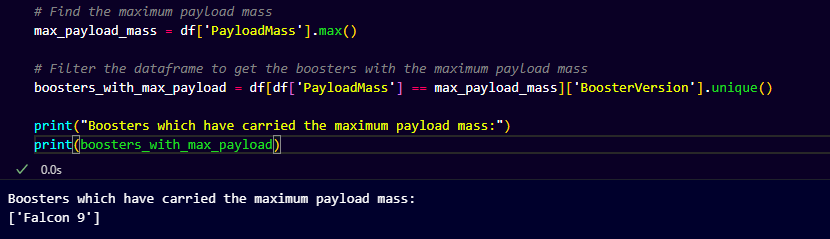 # Find the maximum payload mass
max_payload_mass = df['PayloadMass'].max()
# Filter the dataframe to get the boosters with the maximum payload mass
boosters_with_max_payload = df[df['PayloadMass'] == max_payload_mass]['BoosterVersion'].unique()
print("Boosters which have carried the maximum payload mass:")
print(boosters_with_max_payload)
0.0s
Boosters which have carried the maximum payload mass:
['Falcon 9']